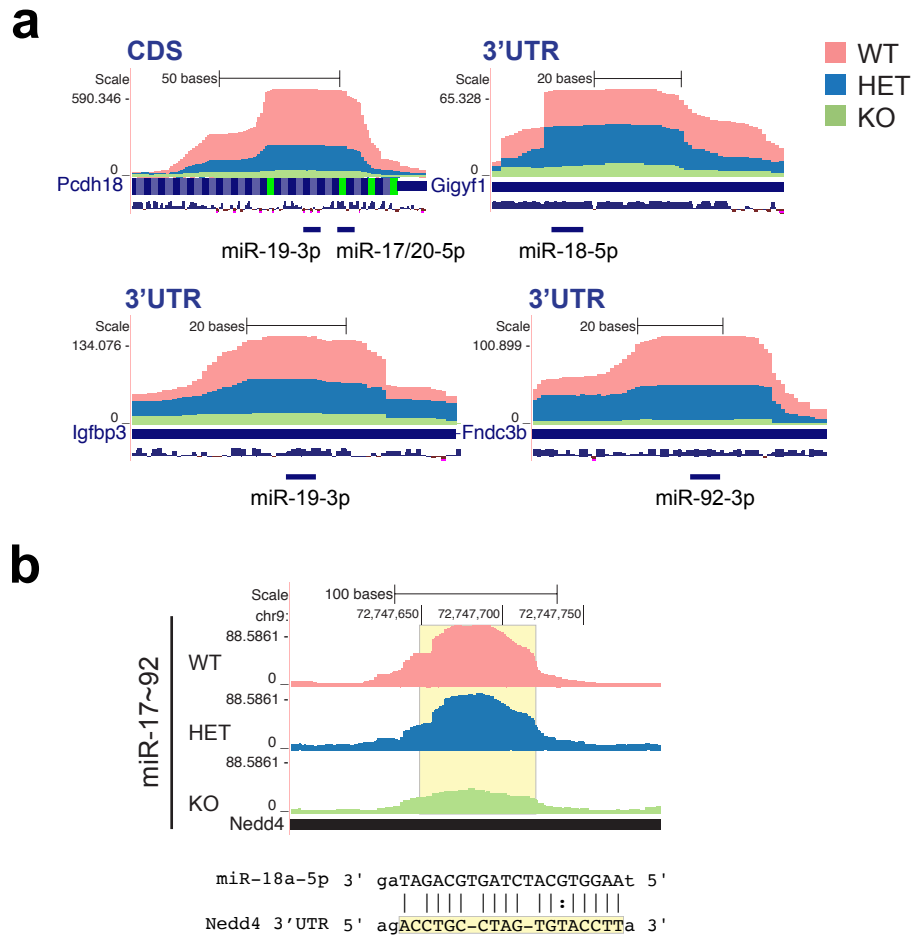 a
CDS
3’UTR
WT
HET
KO
Scale
50 bases
590.346 -
0
Pcdh18
miR-19-3p
miR-17/20-5p
Scale
20 bases
65.328 -
0
Gigyf1
miR-18-5p
3’UTR
3’UTR
Scale
20 bases
134.076 -
0
Igfbp3
miR-19-3p
Scale
20 bases
100.899 -
0
Fndc3b
miR-92-3p
b
miR-17~92
Scale
100 bases
chr9:
72,747,650
72,747,700
72,747,750
88.5861 -
WT
0
88.5861 -
HET
0
88.5861 -
KO
0
Nedd4
miR-18a-5p 3' gaTAGACGTGATCTACGTGGAAt 5'
| |||| |||| ||:|||||
Nedd4 3'UTR 5' agACCTGC-CTAG-TGTACCTTa 3'